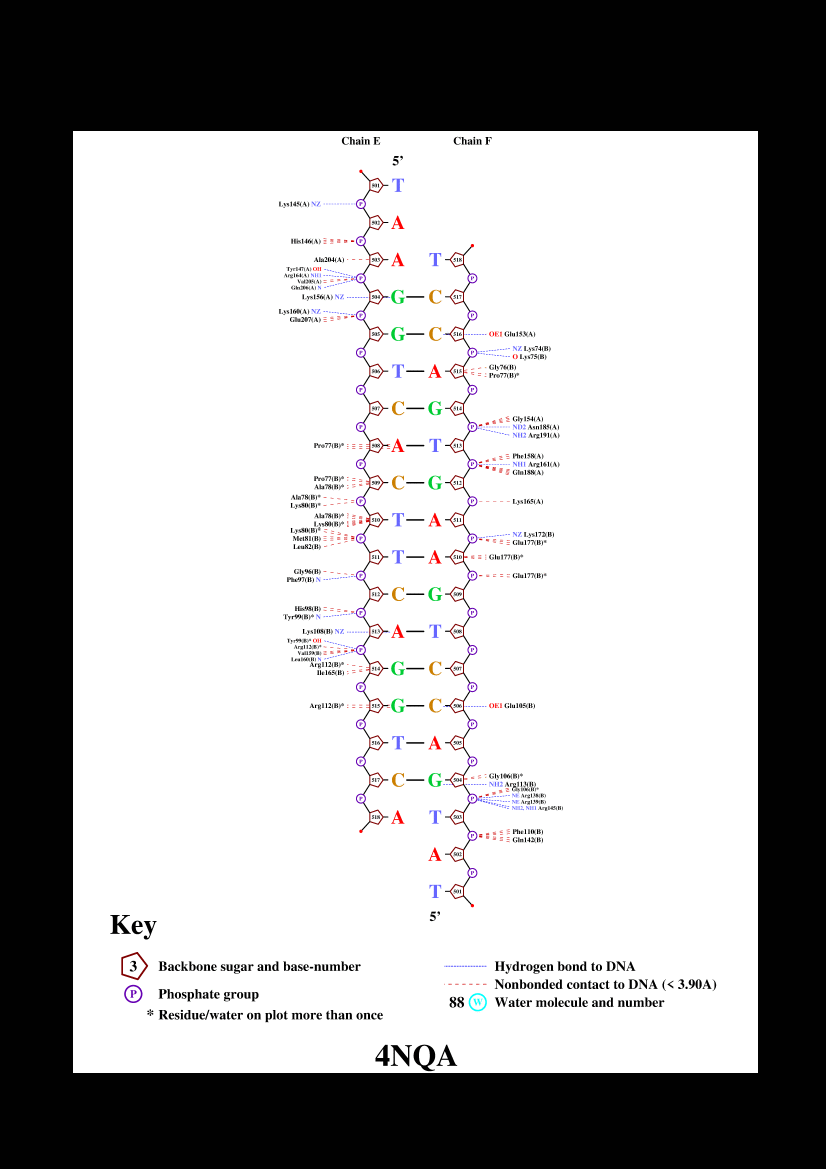 Chain E
Chain F
5’
501 T
P
Lys145(A) NZ
502 A
P
His146(A)
Ala204(A)
503 A
T 518
Tyr147(A) OH
Arg164(A) NH1
Val205(A)
Gln206(A) N
P
P
Lys156(A) NZ
504 G
C 517
Lys160(A) NZ
Glu207(A)
P
P
505 G
C 516
OE1 Glu153(A)
P
P
NZ Lys74(B)
O Lys75(B)
506 T
A 515
Gly76(B)
Pro77(B)*
P
P
507 C
G 514
P
P
Gly154(A)
ND2 Asn185(A)
NH2 Arg191(A)
Pro77(B)*
508 A
T 513
P
P
Phe158(A)
NH1 Arg161(A)
Gln188(A)
Pro77(B)*
Ala78(B)*
509 C
G 512
Ala78(B)*
Lys80(B)*
P
P
Lys165(A)
Ala78(B)*
Lys80(B)*
510 T
A 511
Lys80(B)*
Met81(B)
Leu82(B)
P
P
NZ Lys172(B)
Glu177(B)*
511 T
A 510
Glu177(B)*
Gly96(B)
Phe97(B) N
P
P
Glu177(B)*
512 C
G 509
His98(B)
Tyr99(B)* N
P
P
Lys108(B) NZ
513 A
T 508
Tyr99(B)* OH
Arg112(B)*
Val159(B)
Leu160(B) N
P
P
Arg112(B)*
Ile165(B)
514 G
C 507
P
P
Arg112(B)*
515 G
C 506
OE1 Glu105(B)
P
P
516 T
A 505
P
P
517 C
G 504
Gly106(B)*
NH2 Arg113(B)
P
P
Gly106(B)*
NE Arg138(B)
NE Arg139(B)
NH2, NH1 Arg145(B)
518 A
T 503
P
Phe110(B)
Gln142(B)
A 502
P
T 501
5’
Key
3 Backbone sugar and base-number
P Phosphate group
* Residue/water on plot more than once
Hydrogen bond to DNA
Nonbonded contact to DNA (< 3.90A)
88 W Water molecule and number
4NQA